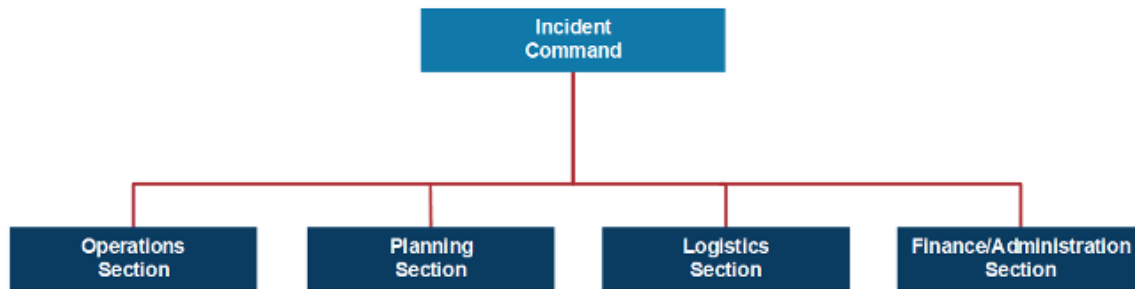 Incident
Command
Operations
Section
Planning
Section
Logistics
Section
Finance/Administration
Section